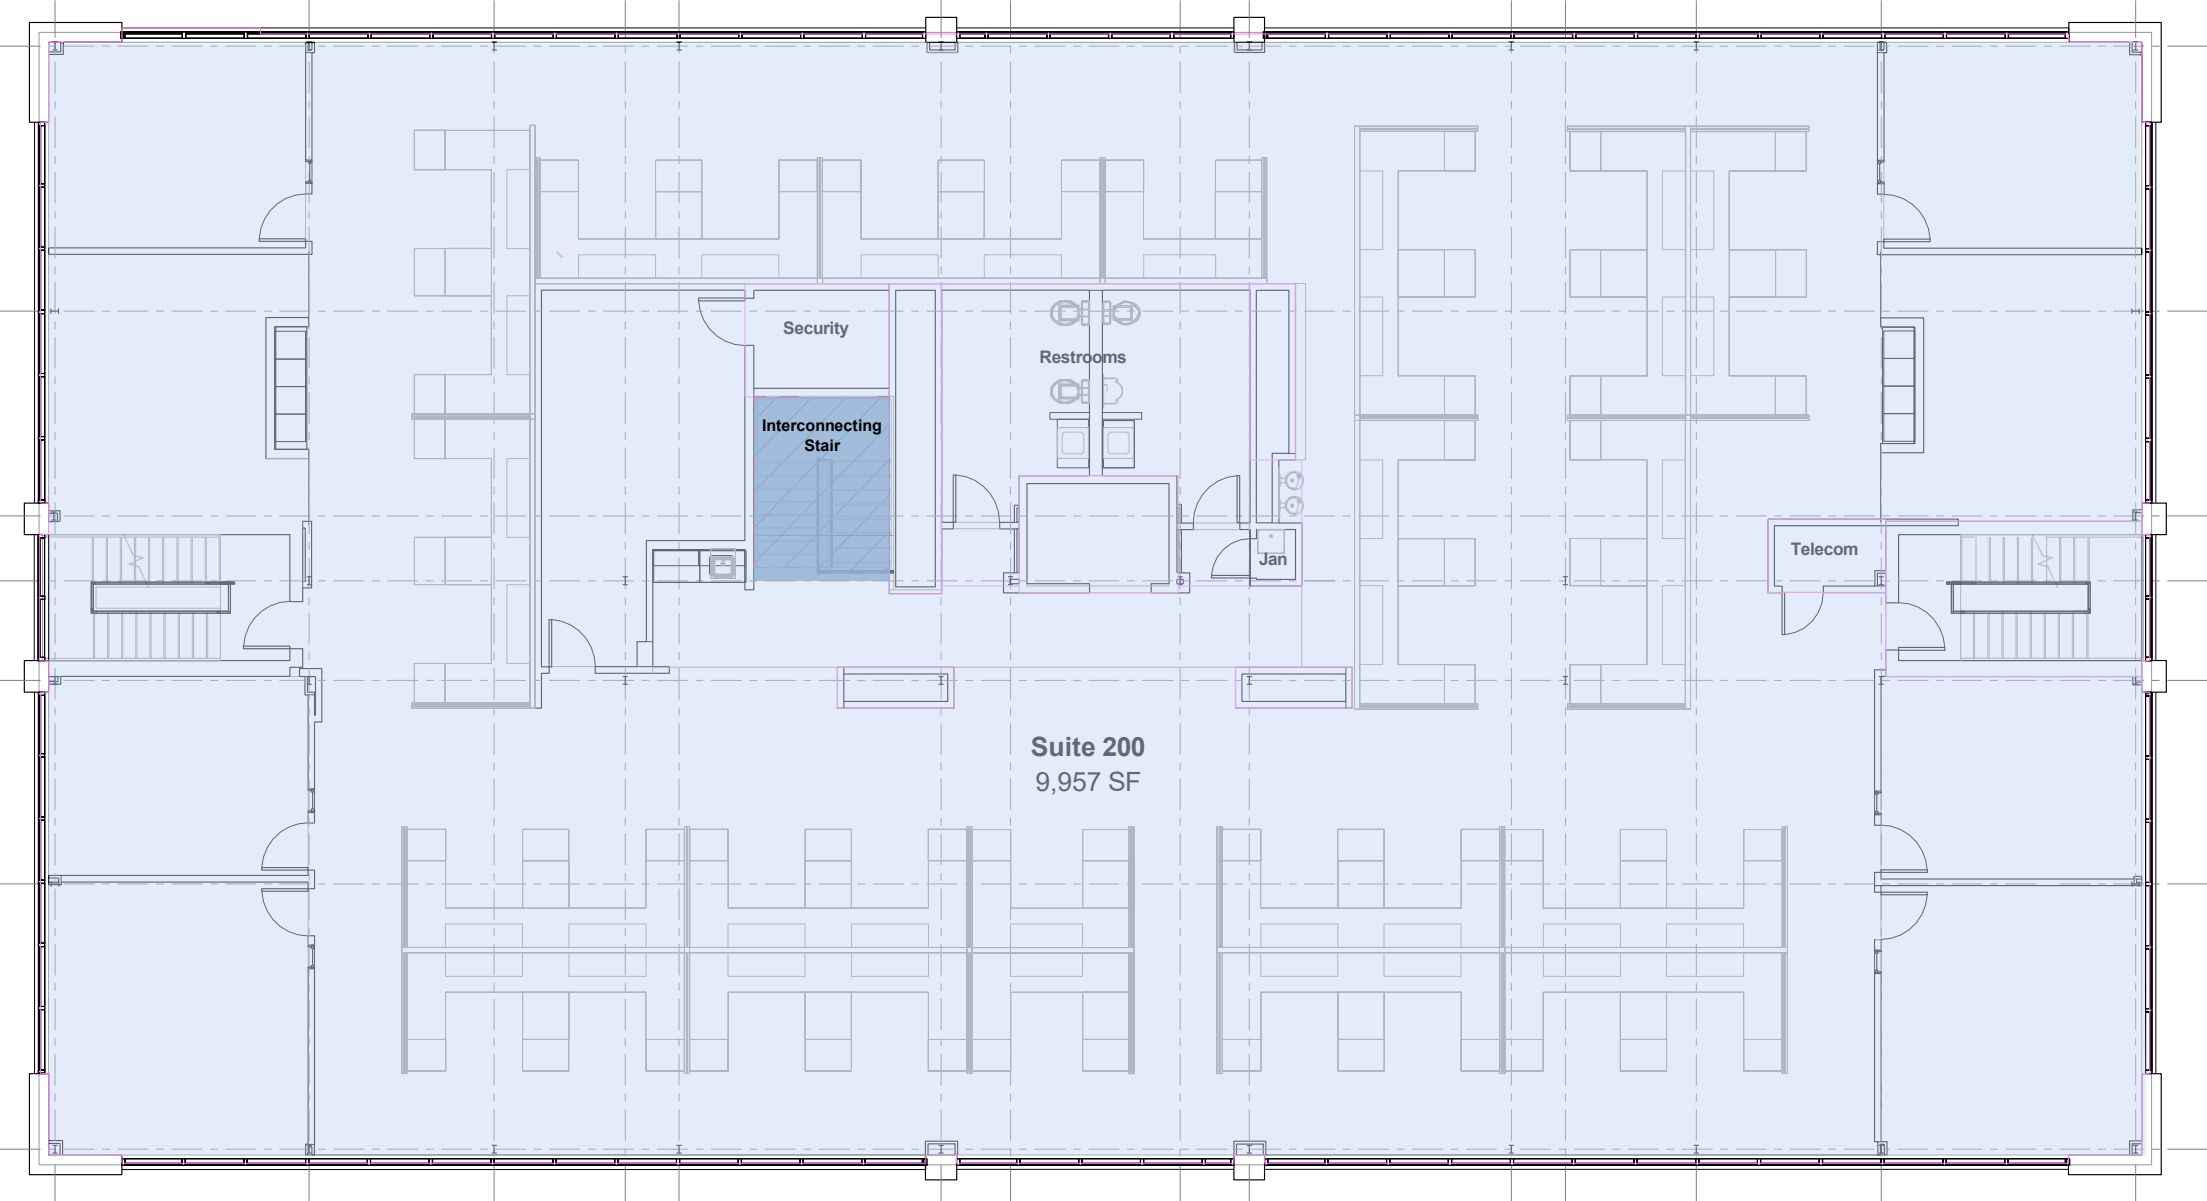 Security
Restrooms
Interconnecting
Stair
Jan
Telecom
Suite 200
9,957 SF